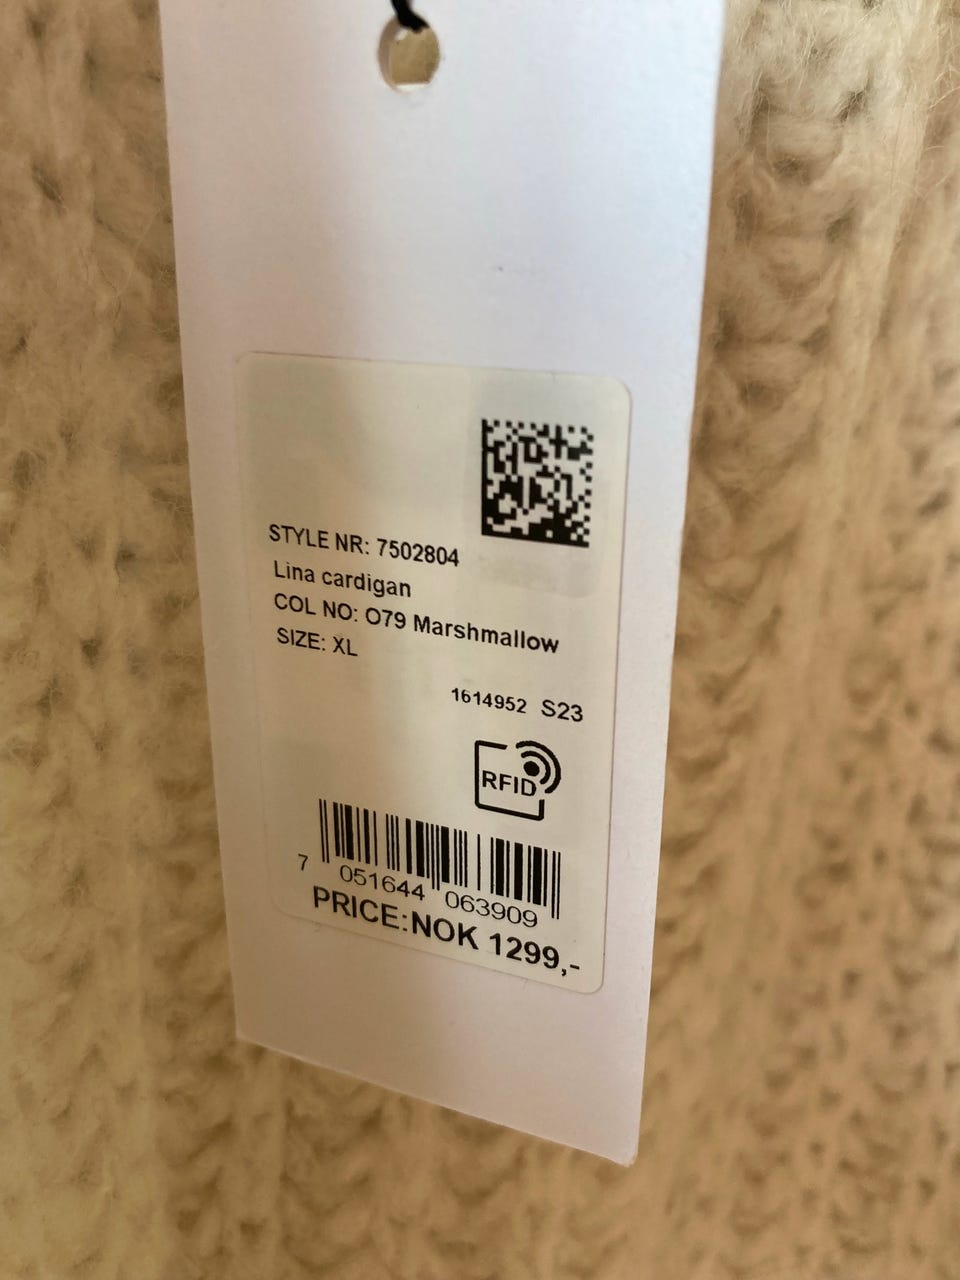 STYLE NR: 7502804
Lina cardigan
COL NO: O79 Marshmallow
SIZE: XL
1614952 S23
RFID
7 051644 063909
PRICE:NOK 1299,-